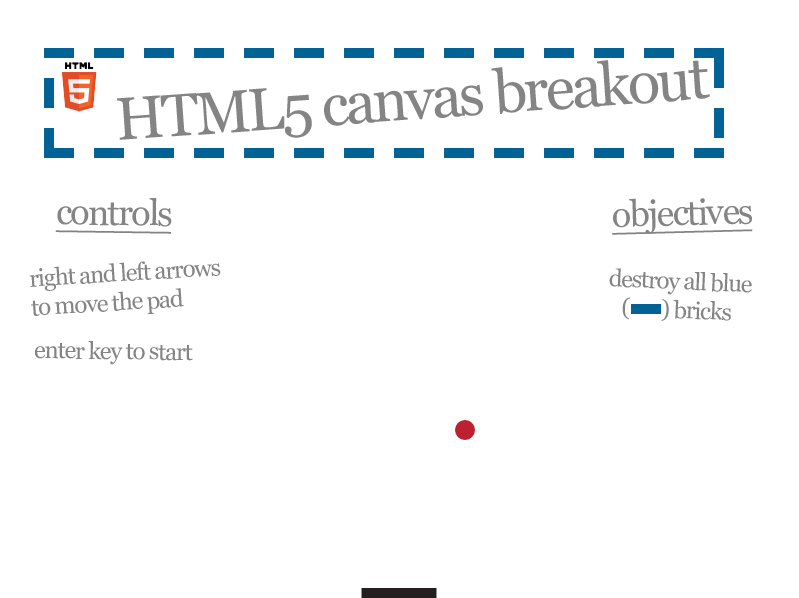 HTML
5
HTML5 canvas breakout
controls
right and left arrows
to move the pad
enter key to start
objectives
destroy all blue
( ) bricks